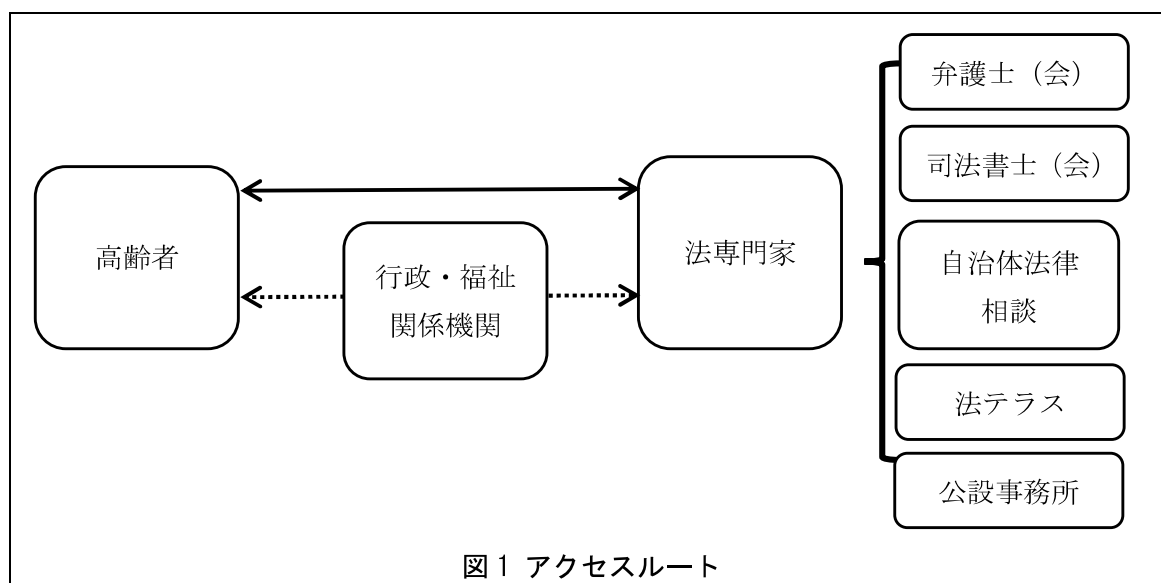 高齢者
行政・福祉
関係機関
法専門家
弁護士（会）
司法書士（会）
自治体法律
相談
法テラス
公設事務所
図1 アクセスルート